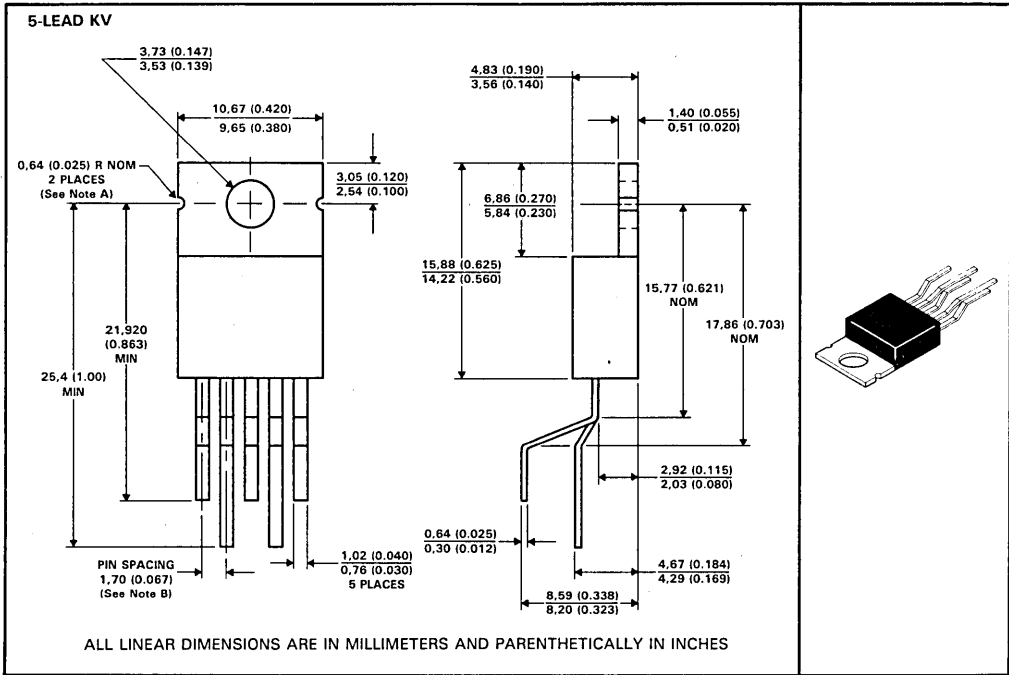 5-LEAD KV
3,73 (0.147)
3,53 (0.139)
10,67 (0.420)
9,65 (0.380)
0,64 (0.025) R NOM
2 PLACES
(See Note A)
3,05 (0.120)
2,54 (0.100)
21,920
(0.863)
MIN
25,4 (1.00)
MIN
PIN SPACING
1,70 (0.067)
(See Note B)
1,02 (0.040)
0,76 (0.030)
5 PLACES
4,83 (0.190)
3,56 (0.140)
1,40 (0.055)
0,51 (0.020)
6,86 (0.270)
5,84 (0.230)
15,88 (0.625)
14,22 (0.560)
15,77 (0.621)
NOM
17,86 (0.703)
NOM
2,92 (0.115)
2,03 (0.080)
0,64 (0.025)
0,30 (0.012)
4,67 (0.184)
4,29 (0.169)
8,59 (0.338)
8,20 (0.323)
ALL LINEAR DIMENSIONS ARE IN MILLIMETERS AND PARENTHETICALLY IN INCHES